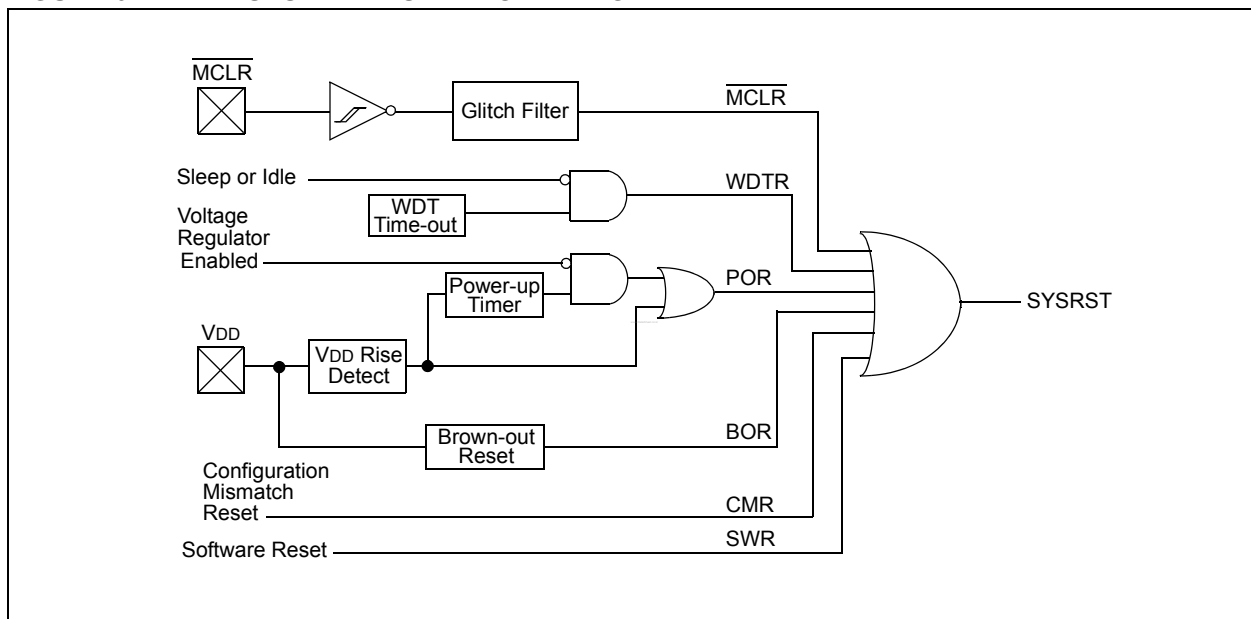 MCLR
Glitch Filter
MCLR
Sleep or Idle
WDTR
WDT
Time-out
Voltage
Regulator
Enabled
Power-up
Timer
POR
SYSRST
VDD
VDD Rise
Detect
Brown-out
Reset
BOR
Configuration
Mismatch
Reset
CMR
Software Reset
SWR